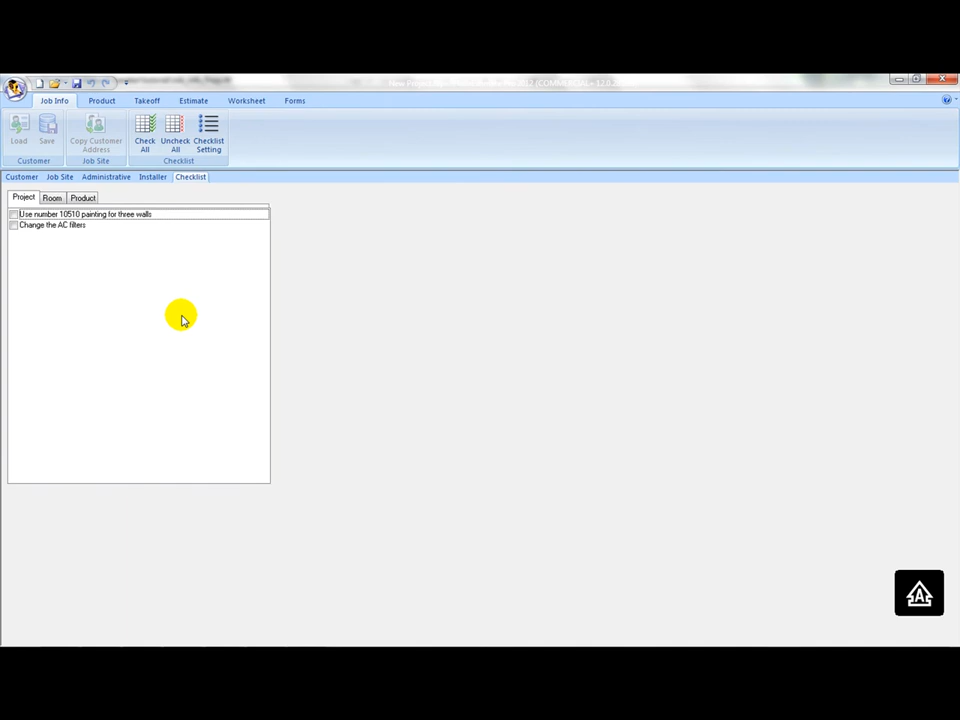 Job Info Product Takeoff Estimate Worksheet Forms
Load Save Copy Customer Address Check All Uncheck All Checklist Setting
Customer Job Site Checklist
Customer Job Site Administrative Installer Checklist
Project Room Product
Use number 10510 painting for three walls
Change the AC filters
A